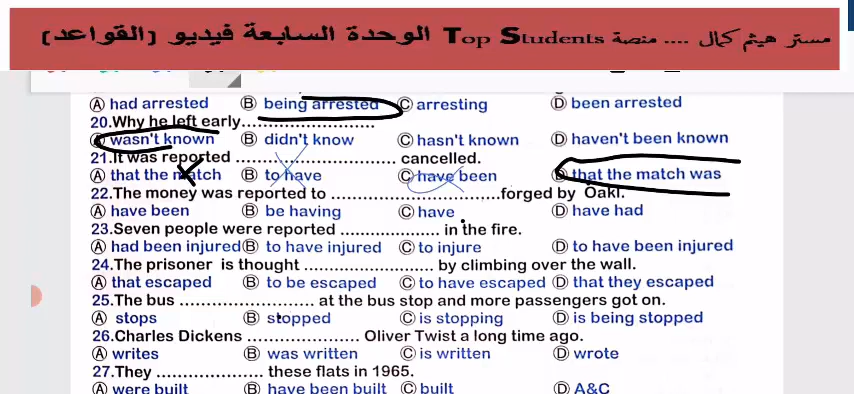 مستر هيثم كمال .... منصة Top Students الوحدة السابعة فيديو (القواعد)
Ⓐ had arrested Ⓑ being arrested Ⓒ arresting Ⓓ been arrested
20.Why he left early..............................
Ⓐ wasn't known Ⓑ didn't know Ⓒ hasn't known Ⓓ haven't been known
21.It was reported .................................... cancelled.
Ⓐ that the match Ⓑ to have Ⓒ have been Ⓓ that the match was
22.The money was reported to ....................................forged by Oakl.
Ⓐ have been Ⓑ be having Ⓒ have Ⓓ have had
23.Seven people were reported ...................... in the fire.
Ⓐ had been injured Ⓑ to have injured Ⓒ to injure Ⓓ to have been injured
24.The prisoner is thought ............................ by climbing over the wall.
Ⓐ that escaped Ⓑ to be escaped Ⓒ to have escaped Ⓓ that they escaped
25.The bus ............................. at the bus stop and more passengers got on.
Ⓐ stops Ⓑ stopped Ⓒ is stopping Ⓓ is being stopped
26.Charles Dickens ........................ Oliver Twist a long time ago.
Ⓐ writes Ⓑ was written Ⓒ is written Ⓓ wrote
27.They ....................... these flats in 1965.
Ⓐ were built Ⓑ have been built Ⓒ built Ⓓ A&C